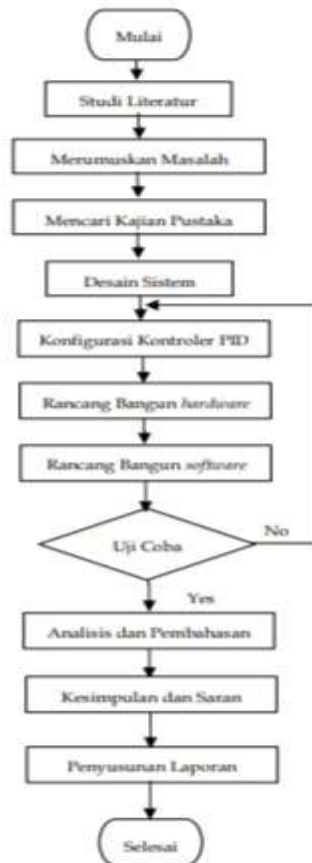 Mulai
Studi Literatur
Merumuskan Masalah
Mencari Kajian Pustaka
Desain Sistem
Konfigurasi Kontroler PID
Rancang Bangun hardware
Rancang Bangun software
Uji Coba
No
Yes
Analisis dan Pembahasan
Kesimpulan dan Saran
Penyusunan Laporan
Selesai